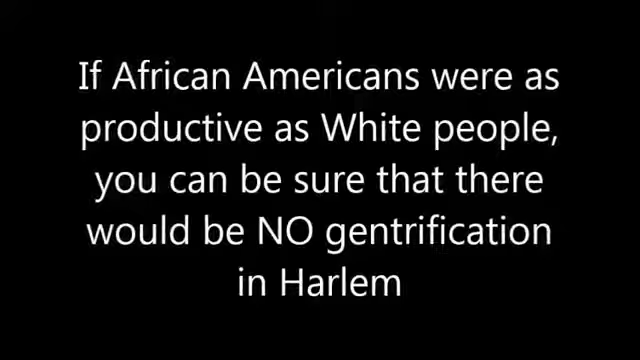 If African Americans were as
productive as White people,
you can be sure that there
would be NO gentrification
in Harlem